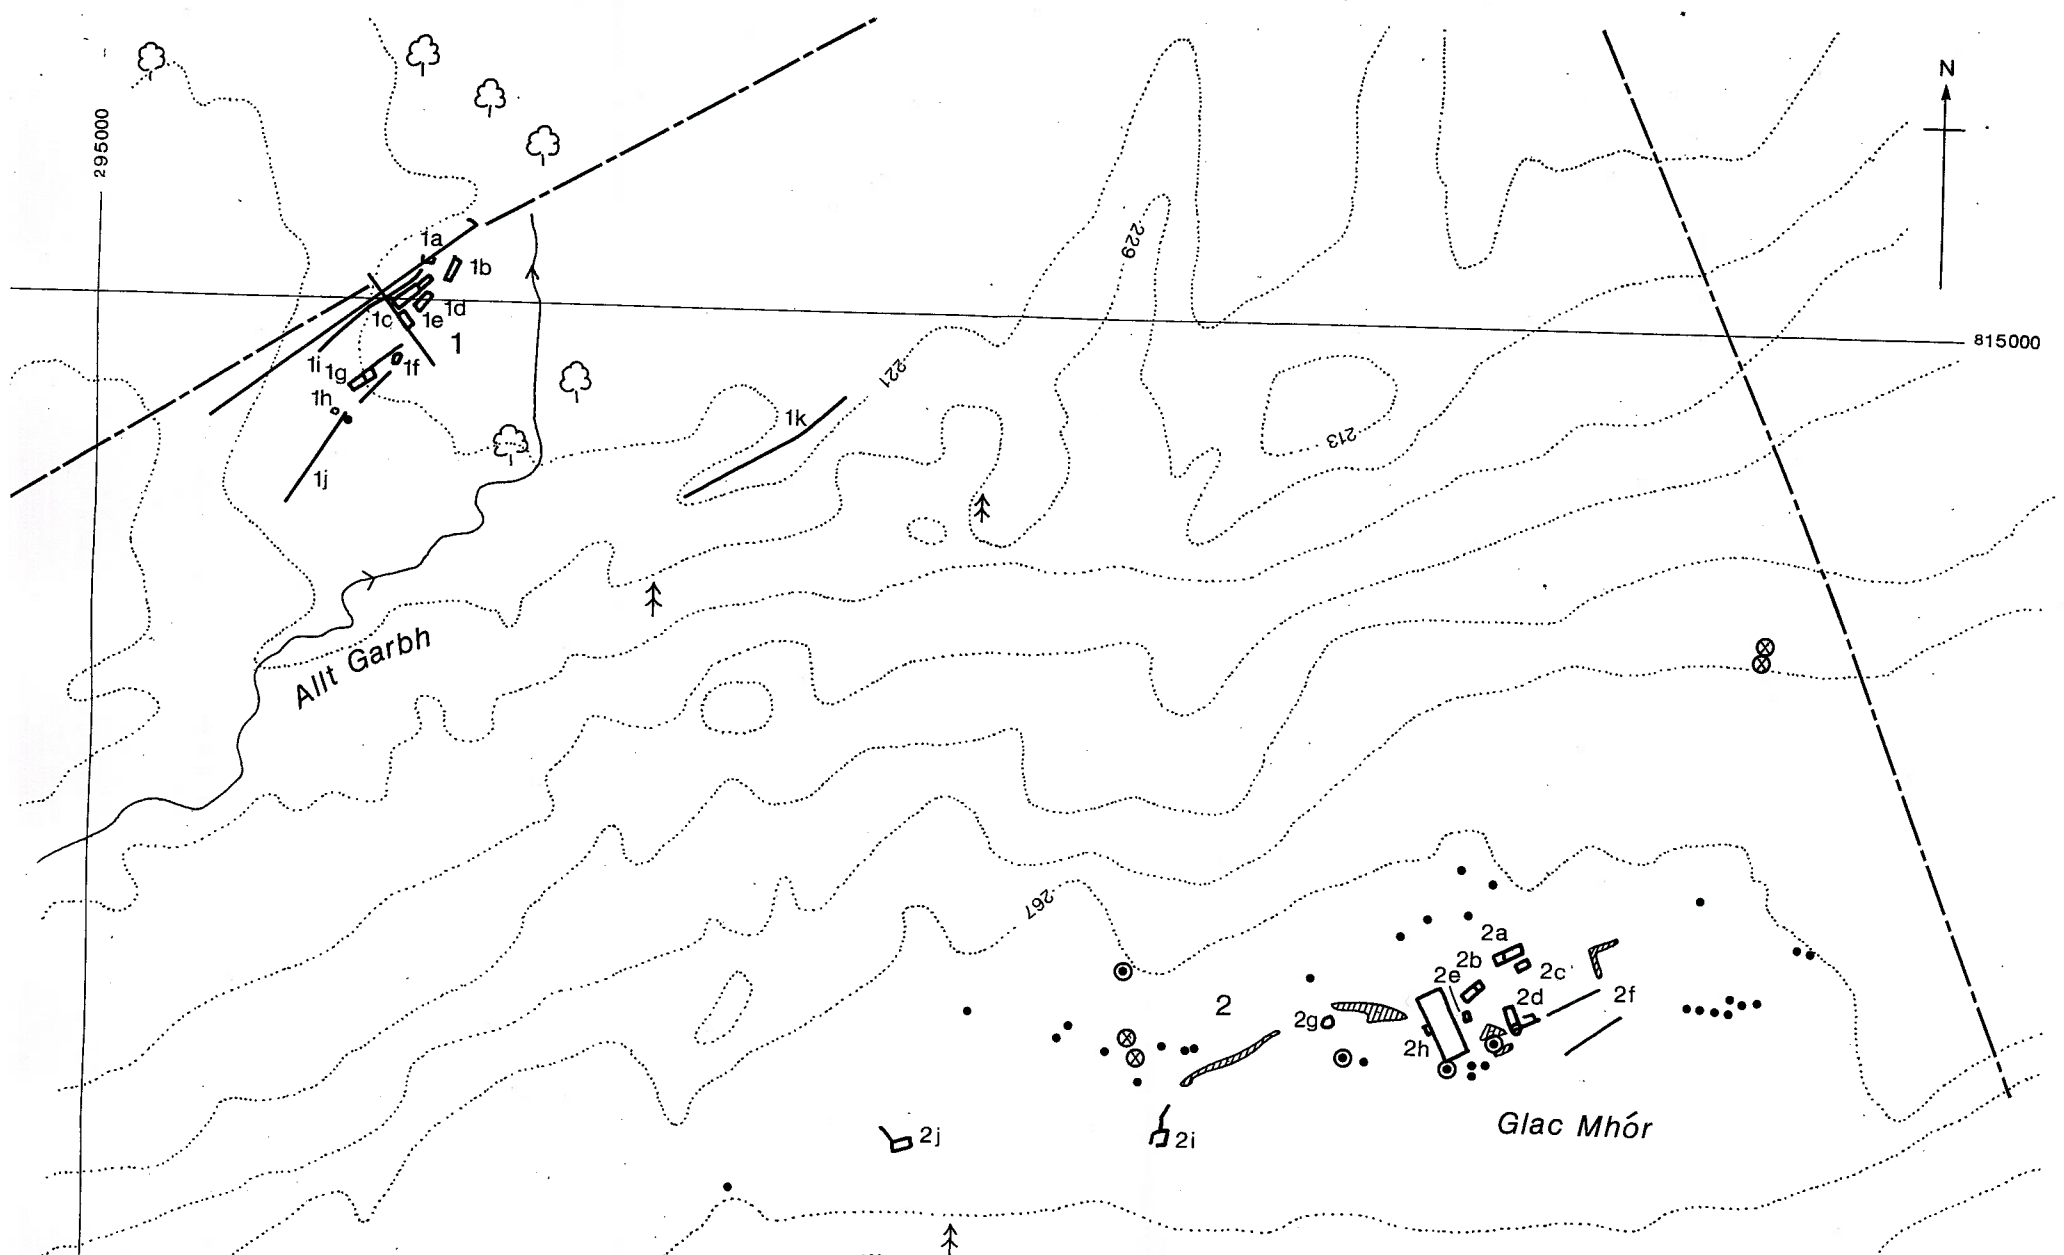 N
295000
1a
1b
229
1d
1c
1e
1
815000
1i
1g
1f
221
1h
1k
213
1j
Allt Garbh
267
2a
2b
2c
2e
2
2d
2f
2g
2h
Glac Mhór
2j
2i